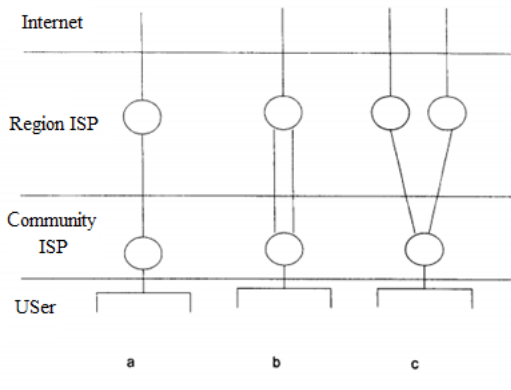 Internet
Region ISP
Community
ISP
USer
a b c